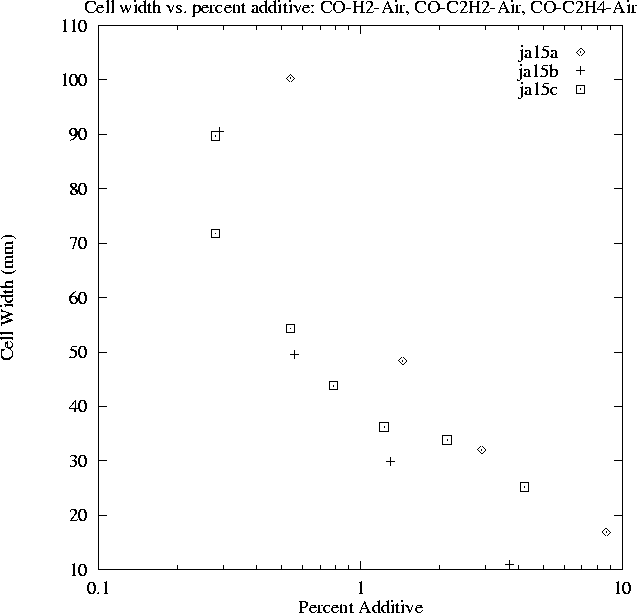 Cell width vs. percent additive: CO-H2-Air, CO-C2H2-Air, CO-C2H4-Air
110
100
90
80
70
60
50
40
30
20
10
ja15a
ja15b
ja15c
Cell Width (mm)
0.1
1
10
Percent Additive